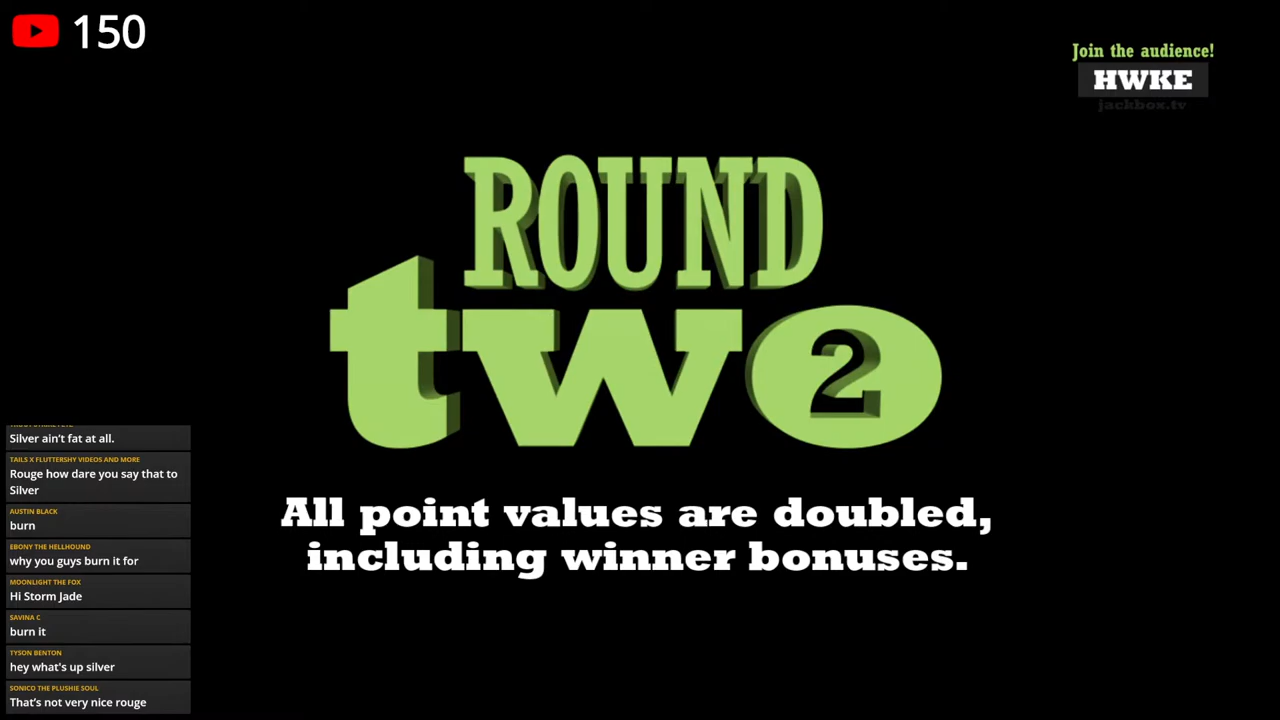 150
Join the audience!
HWKE
jackbox.tv
ROUND
two
2
All point values are doubled,
including winner bonuses.
Silver ain't fat at all.
TAILS X FLUTTERSHY VIDEOS AND MORE
Rouge how dare you say that to
Silver
AUSTIN BLACK
burn
EBONY THE HELLHOUND
why you guys burn it for
MOONLIGHT THE FOX
Hi Storm Jade
SAVINA C
burn it
TYSON BENTON
hey what's up silver
SONICO THE PLUSHIE SOUL
That's not very nice rouge